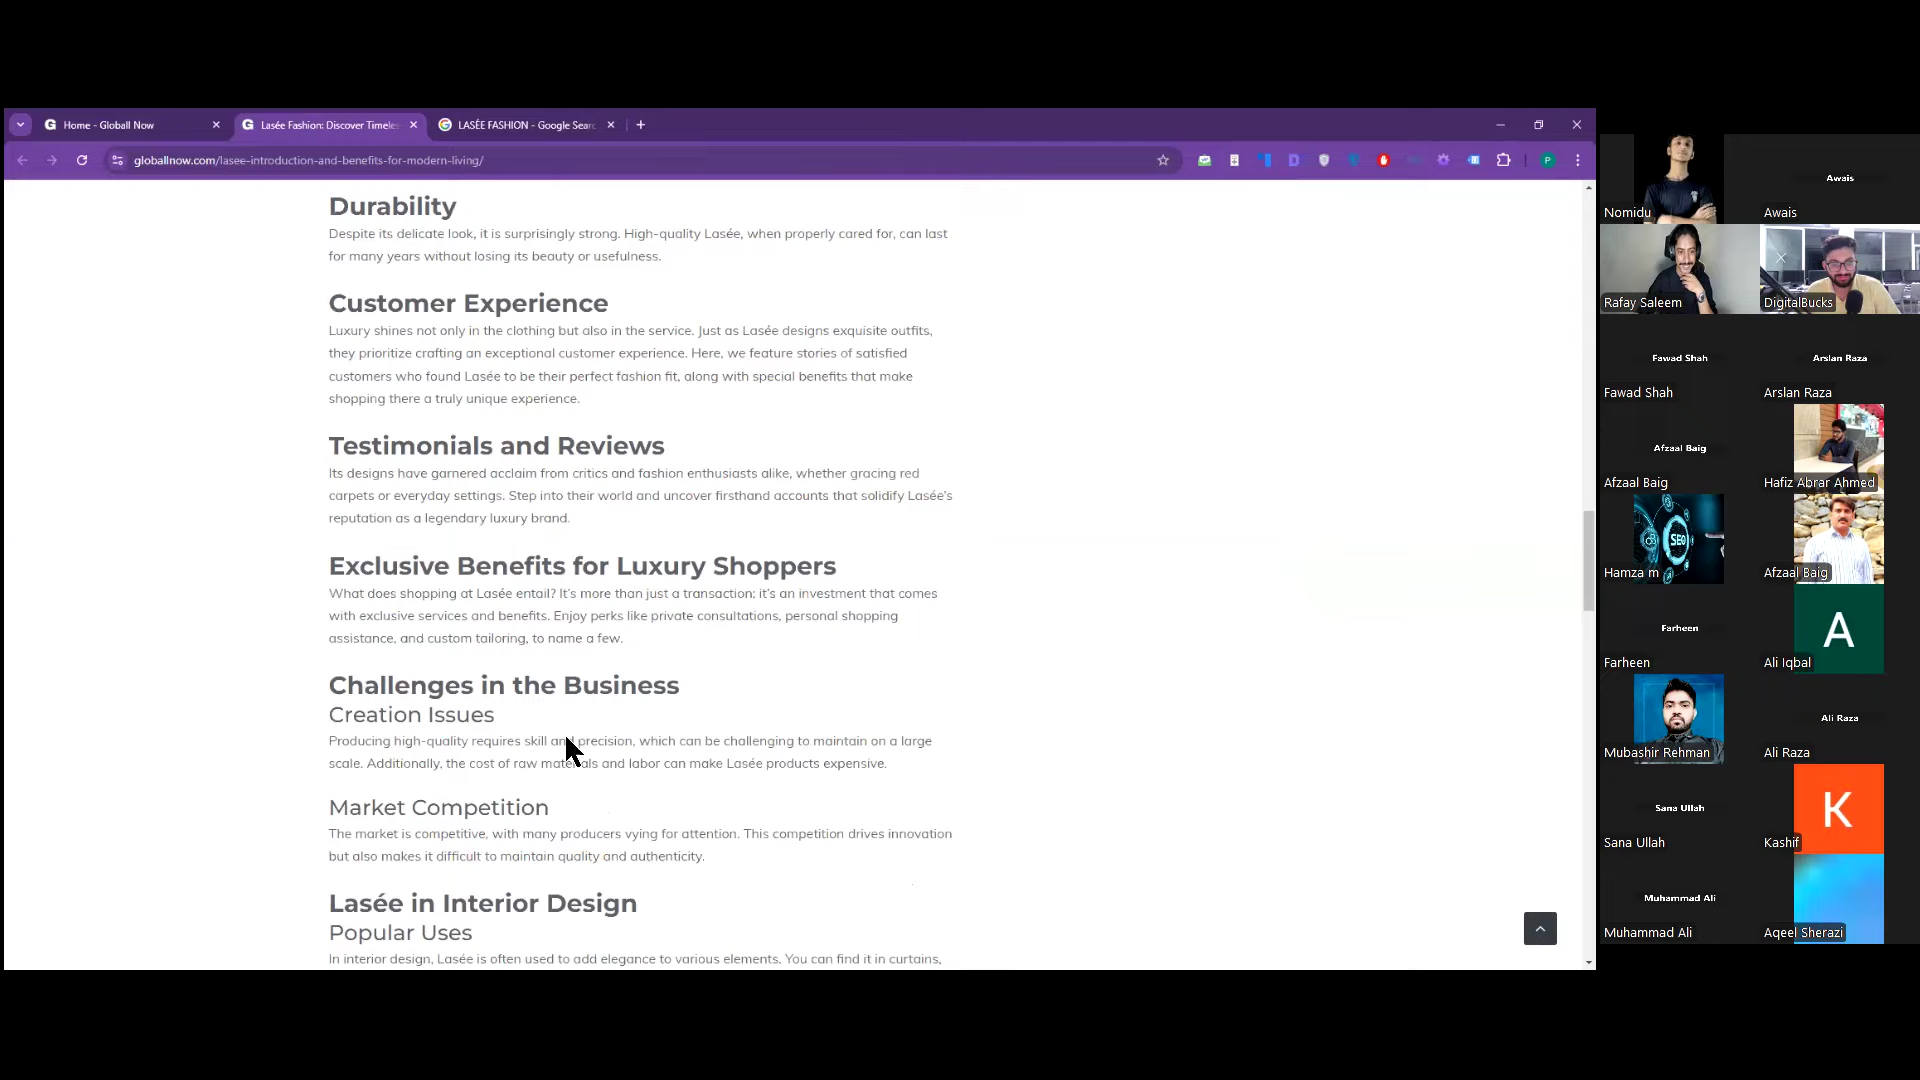 Home - Globall Now
Lasée Fashion: Discover Timeles
LASÉE FASHION - Google Searc
globallnow.com/lasee-introduction-and-benefits-for-modern-living/
P
Durability
Despite its delicate look, it is surprisingly strong. High-quality Lasée, when properly cared for, can last
for many years without losing its beauty or usefulness.
Customer Experience
Luxury shines not only in the clothing but also in the service. Just as Lasée designs exquisite outfits,
they prioritize crafting an exceptional customer experience. Here, we feature stories of satisfied
customers who found Lasée to be their perfect fashion fit, along with special benefits that make
shopping there a truly unique experience.
Testimonials and Reviews
Its designs have garnered acclaim from critics and fashion enthusiasts alike, whether gracing red
carpets or everyday settings. Step into their world and uncover firsthand accounts that solidify Lasée's
reputation as a legendary luxury brand.
Exclusive Benefits for Luxury Shoppers
What does shopping at Lasée entail? It's more than just a transaction; it's an investment that comes
with exclusive services and benefits. Enjoy perks like private consultations, personal shopping
assistance, and custom tailoring, to name a few.
Challenges in the Business
Creation Issues
Producing high-quality requires skill and precision, which can be challenging to maintain on a large
scale. Additionally, the cost of raw materials and labor can make Lasée products expensive.
Market Competition
The market is competitive, with many producers vying for attention. This competition drives innovation
but also makes it difficult to maintain quality and authenticity.
Lasée in Interior Design
Popular Uses
In interior design, Lasée is often used to add elegance to various elements. You can find it in curtains,
Awais
Nomidu
Awais
Rafay Saleem
DigitalBucks
Fawad Shah
Arslan Raza
Fawad Shah
Arslan Raza
Afzaal Baig
Afzaal Baig
Hafiz Abrar Ahmed
SEO
Hamza m
Afzaal Baig
Farheen
A
Farheen
Ali Iqbal
Ali Raza
Mubashir Rehman
Ali Raza
Sana Ullah
K
Sana Ullah
Kashif
Muhammad Ali
Muhammad Ali
Aqeel Sherazi